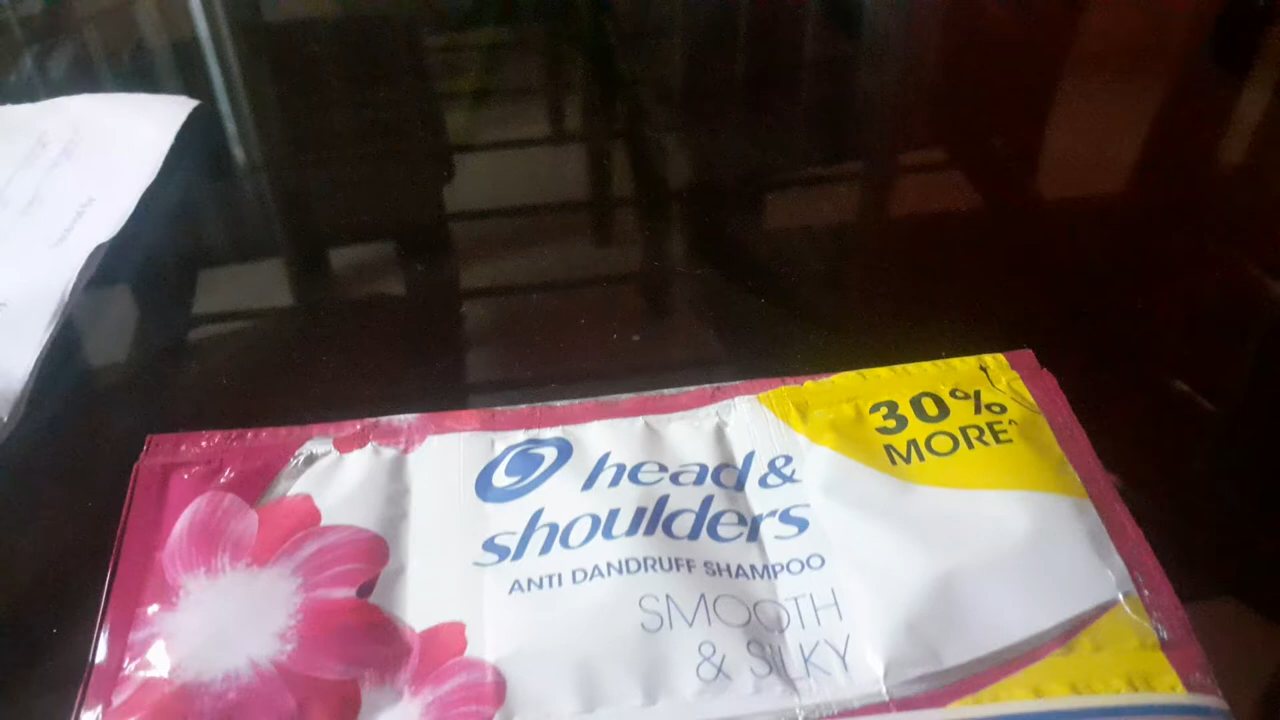 30%
MORE^
head &
shoulders
ANTI DANDRUFF SHAMPOO
SMOOTH
& SILKY